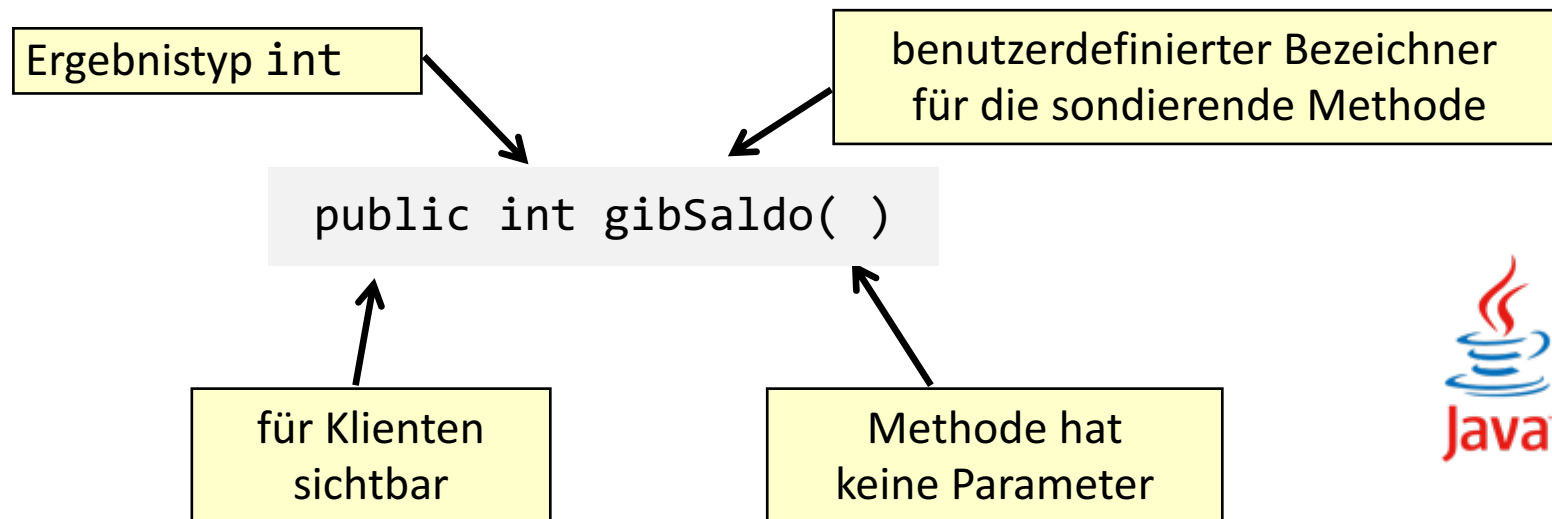 Ergebnistyp int
benutzerdefinierter Bezeichner
für die sondierende Methode
public int gibSaldo( )
für Klienten
sichtbar
Methode hat
keine Parameter
Java